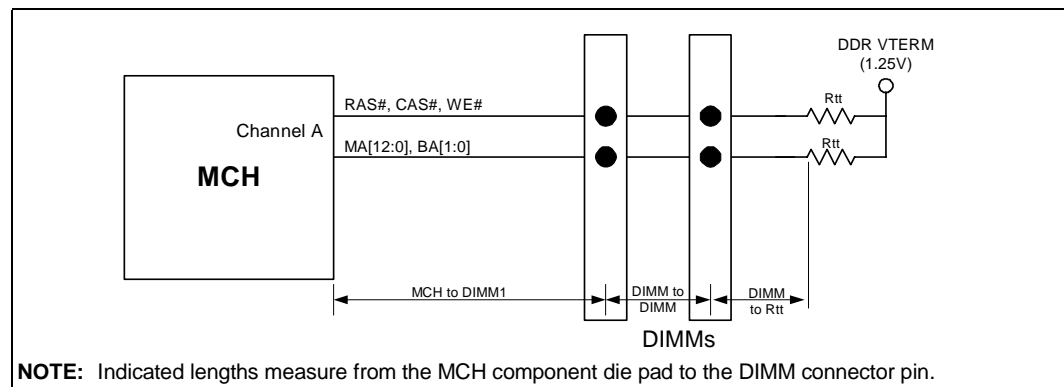 DDR VTERM
(1.25V)
Rtt
RAS#, CAS#, WE#
Channel A
Rtt
MA[12:0], BA[1:0]
MCH
MCH to DIMM1
DIMM to
DIMM
DIMM
to Rtt
DIMMs
NOTE: Indicated lengths measure from the MCH component die pad to the DIMM connector pin.